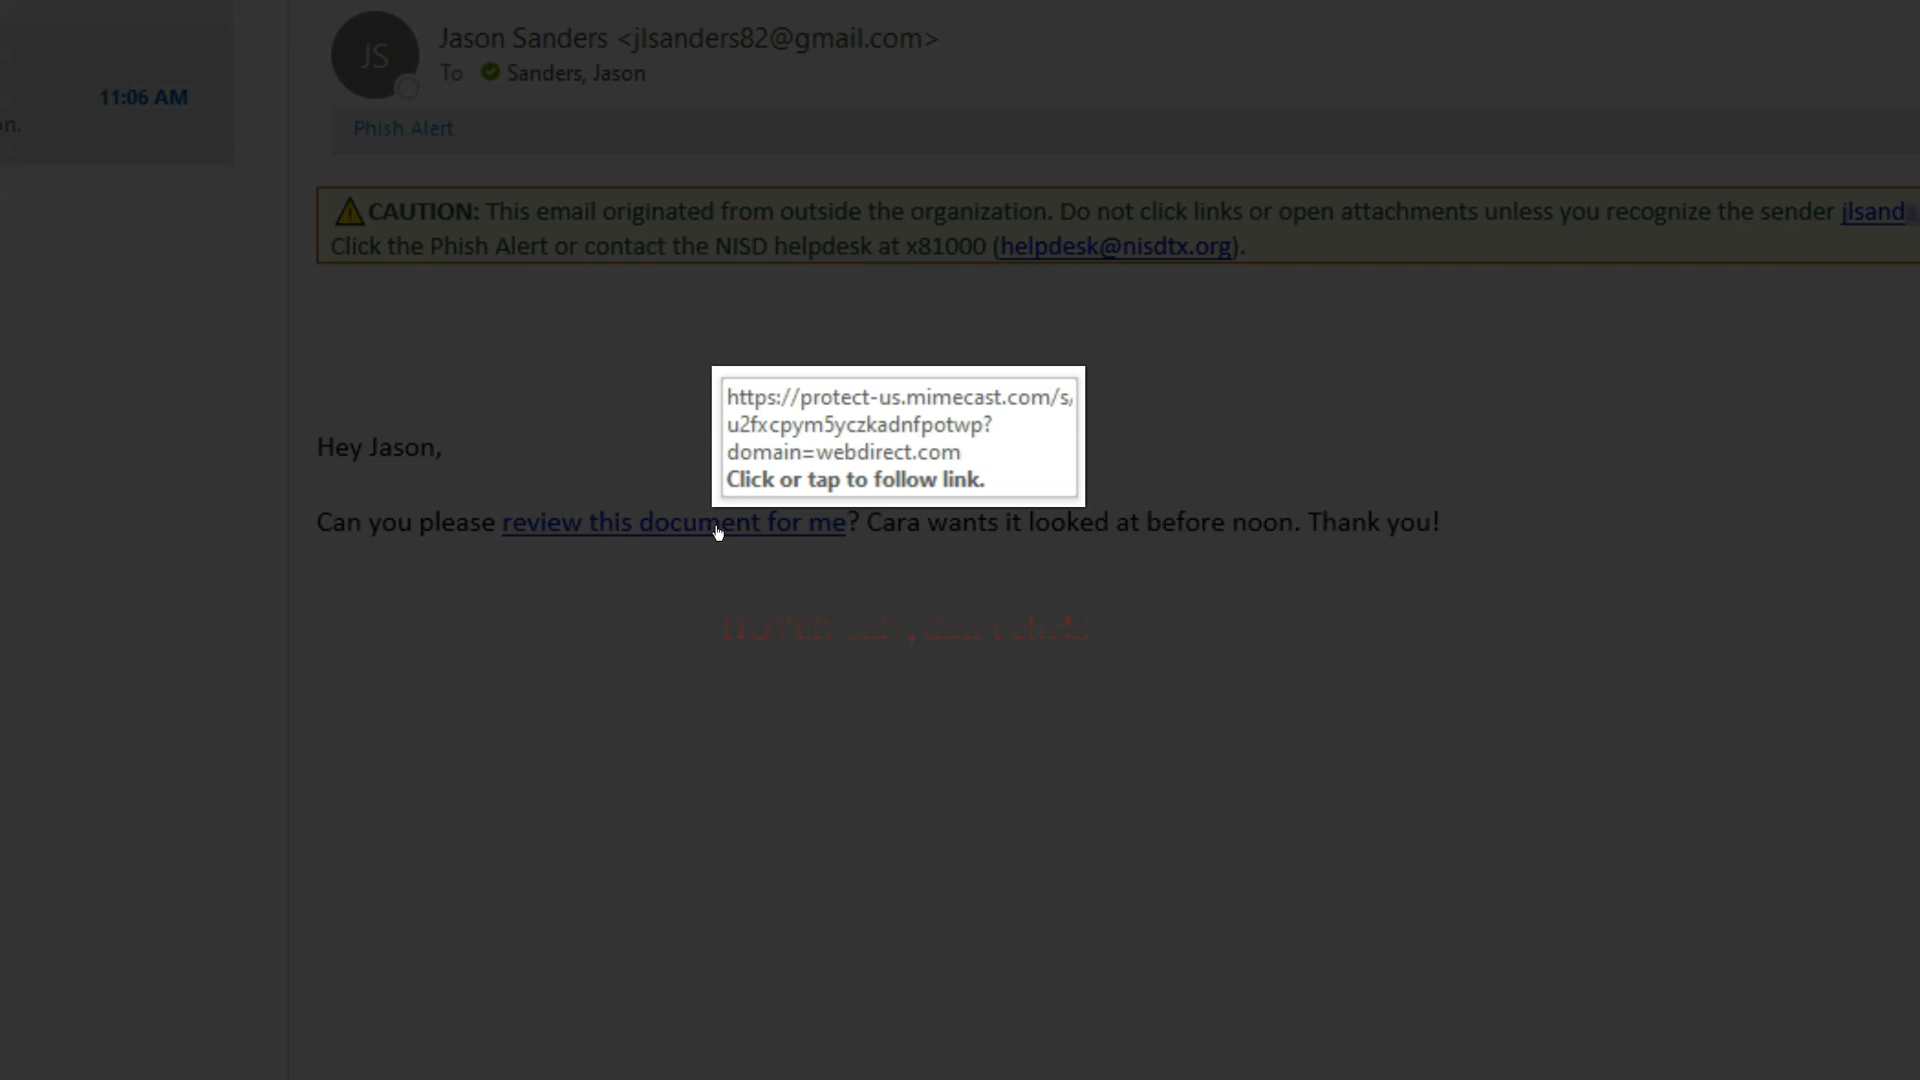 Jason Sanders <jlsanders82@gmail.com>
JS
To Sanders, Jason
11:06 AM
on.
Phish Alert
CAUTION: This email originated from outside the organization. Do not click links or open attachments unless you recognize the sender jlsand
Click the Phish Alert or contact the NISD helpdesk at x81000 (helpdesk@nisdtx.org).
https://protect-us.mimecast.com/s/
u2fxcpym5yczkadnfpotwp?
domain=webdirect.com
Click or tap to follow link.
Hey Jason,
Can you please review this document for me? Cara wants it looked at before noon. Thank you!